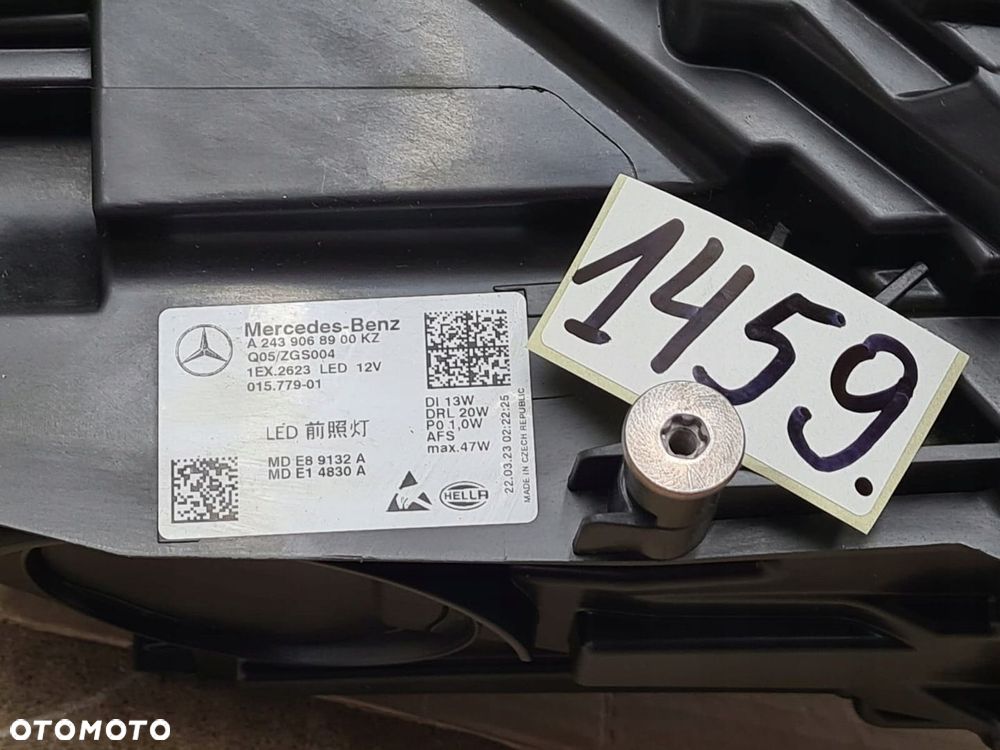 Mercedes-Benz
A 243 906 89 00 KZ
Q05/ZGS004
1EX.2623 LED 12V
015.779-01
DI 13W
DRL 20W
PO 1,0W
AFS
max.47W
22.03.23 02:22:25
MADE IN CZECH REPUBLIC
LED 前照灯
MD E8 9132 A
MD E1 4830 A
HELLA
1459.
OTOMOTO